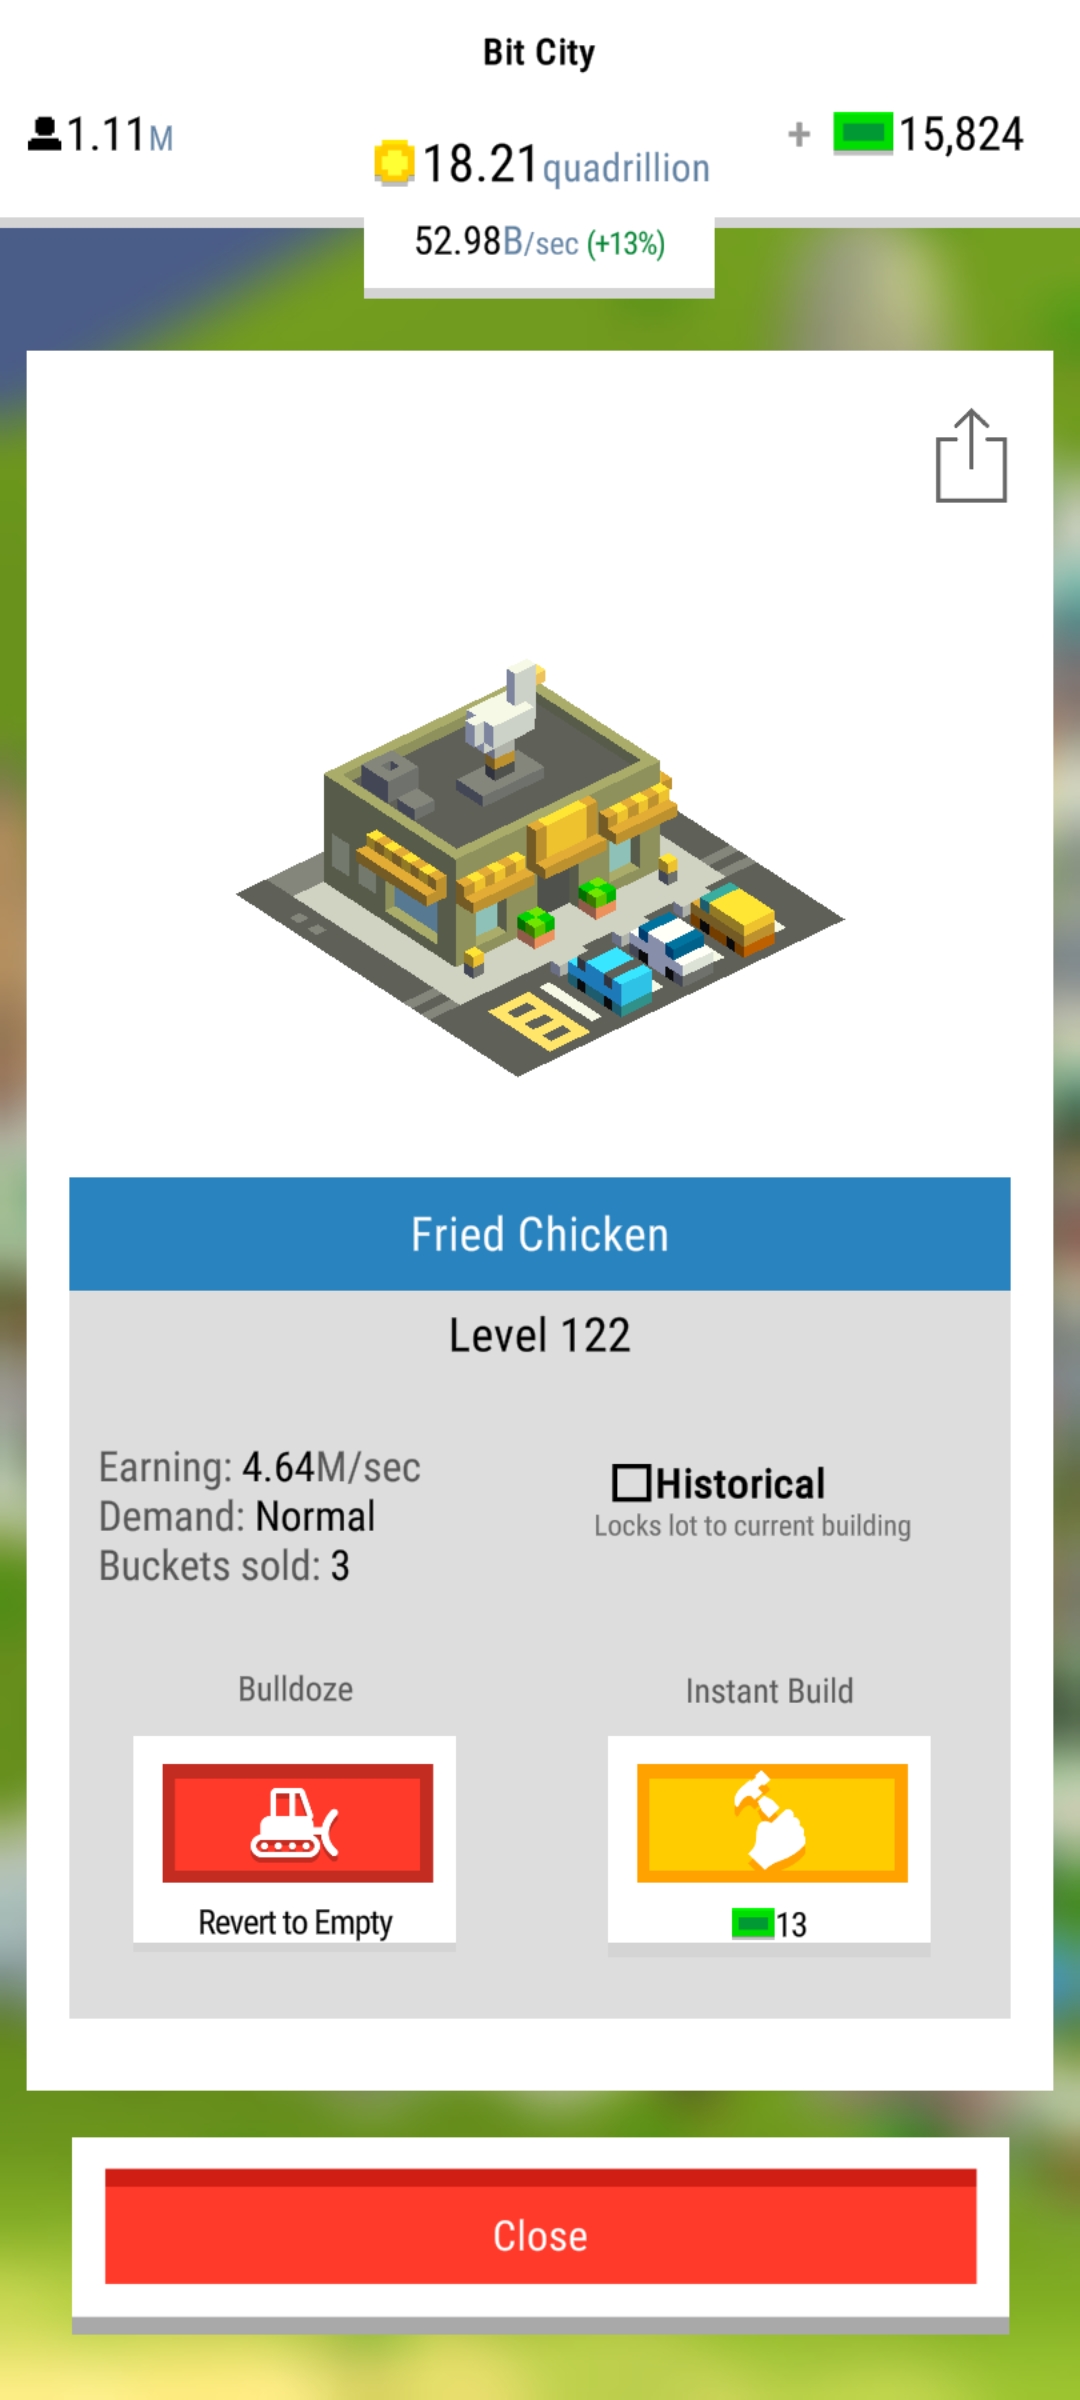 Bit City
1.11M
18.21quadrillion
+ 15,824
52.98B/sec (+13%)
Fried Chicken
Level 122
Earning: 4.64M/sec
Demand: Normal
Buckets sold: 3
Historical
Locks lot to current building
Bulldoze
Instant Build
Revert to Empty
13
Close